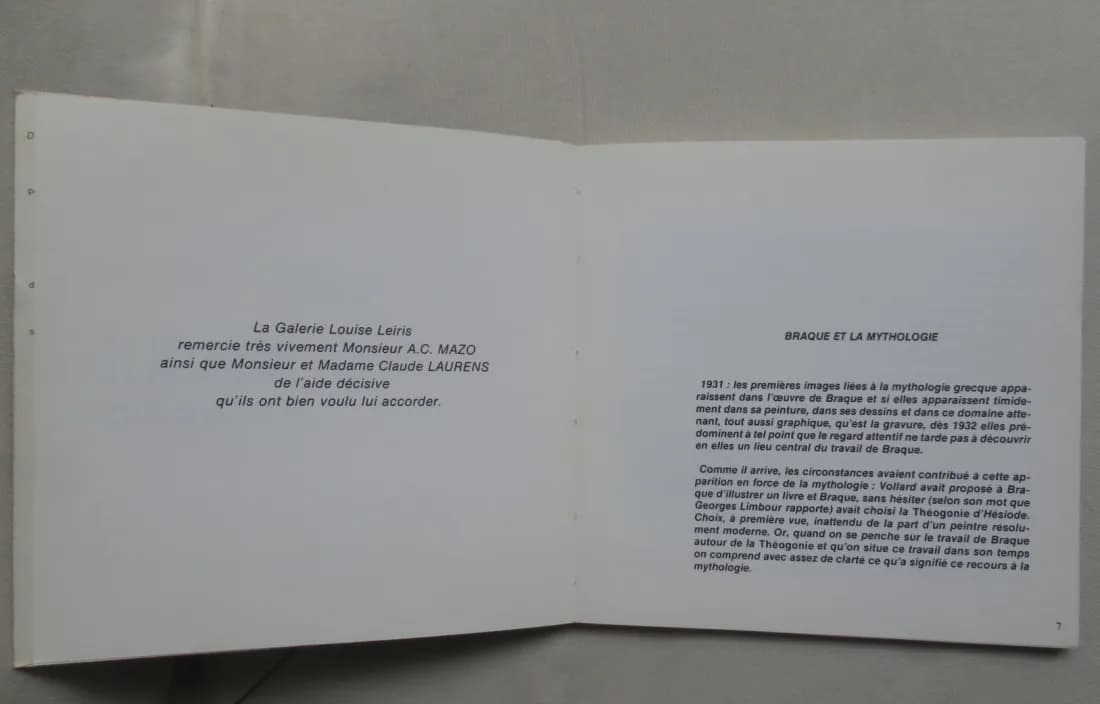 La Galerie Louise Leiris
remercie très vivement Monsieur A.C. MAZO
ainsi que Monsieur et Madame Claude LAURENS
de l'aide décisive
qu'ils ont bien voulu lui accorder.
BRAQUE ET LA MYTHOLOGIE
1931 : les premières images liées à la mythologie grecque appa-
raissent dans l'œuvre de Braque et si elles apparaissent timide-
ment dans sa peinture, dans ses dessins et dans ce domaine atte-
nant, tout aussi graphique, qu'est la gravure, dès 1932 elles pré-
dominent à tel point que le regard attentif ne tarde pas à découvrir
en elles un lieu central du travail de Braque.
Comme il arrive, les circonstances avaient contribué à cette ap-
parition en force de la mythologie : Vollard avait proposé à Bra-
que d'illustrer un livre et Braque, sans hésiter (selon son mot que
Georges Limbour rapporte) avait choisi la Théogonie d'Hésiode.
Choix, à première vue, inattendu de la part d'un peintre résolu-
ment moderne. Or, quand on se penche sur le travail de Braque
autour de la Théogonie et qu'on situe ce travail dans son temps
on comprend avec assez de clarté ce qu'a signifié ce recours à la
mythologie.
7